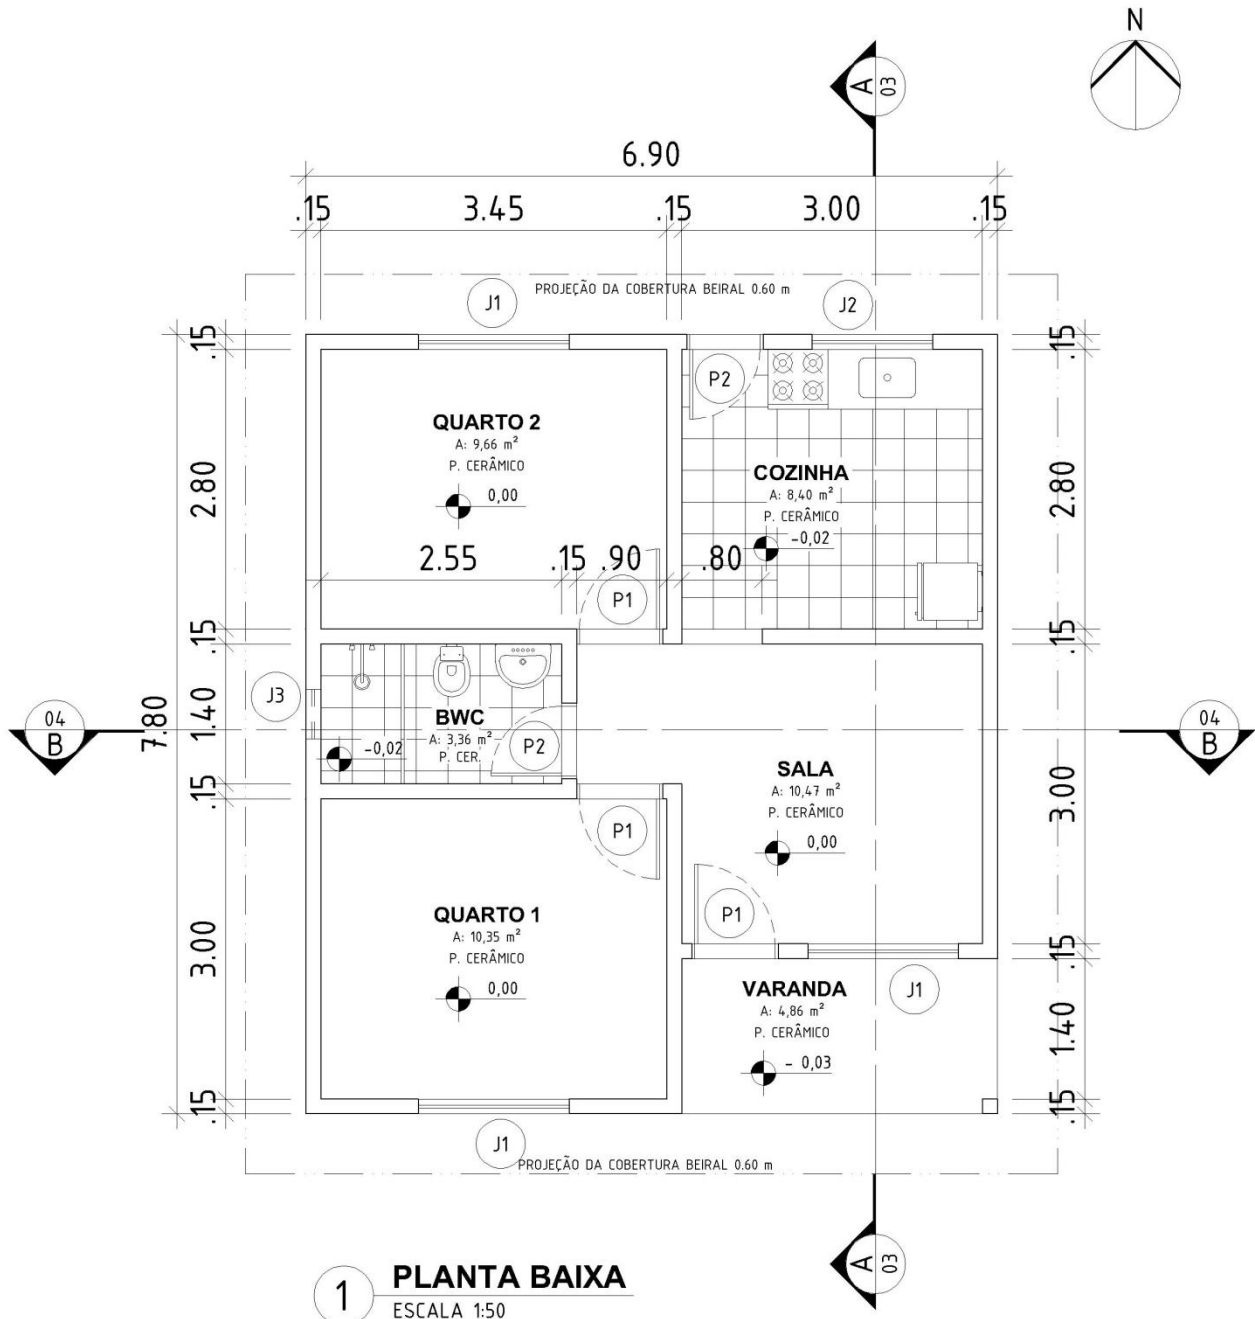 N
A
03
6.90
.15
3.45
.15
3.00
.15
PROJEÇÃO DA COBERTURA BEIRAL 0.60 m
J1
J2
.15
.15
P2
QUARTO 2
A: 9,66 m²
P. CERÂMICO
0,00
COZINHA
A: 8,40 m²
P. CERÂMICO
-0,02
2.80
2.80
2.55
.15
.90
.80
P1
.15
.15
J3
7.80
1.40
BWC
A: 3,36 m²
P. CER.
-0,02
P2
04
B
04
B
SALA
A: 10,47 m²
P. CERÂMICO
0,00
3.00
.15
P1
P1
QUARTO 1
A: 10,35 m²
P. CERÂMICO
0,00
3.00
.15
VARANDA
A: 4,86 m²
P. CERÂMICO
- 0,03
J1
1.40
.15
.15
J1
PROJEÇÃO DA COBERTURA BEIRAL 0.60 m
A
03
1
PLANTA BAIXA
ESCALA 1:50